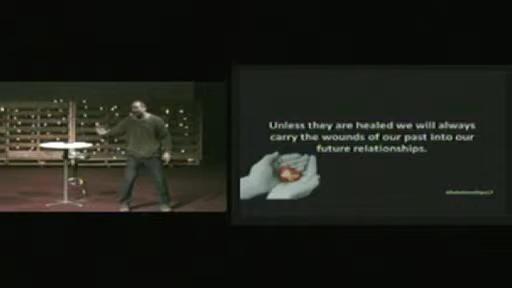 Unless they are healed we will always
carry the wounds of our past into our
future relationships.